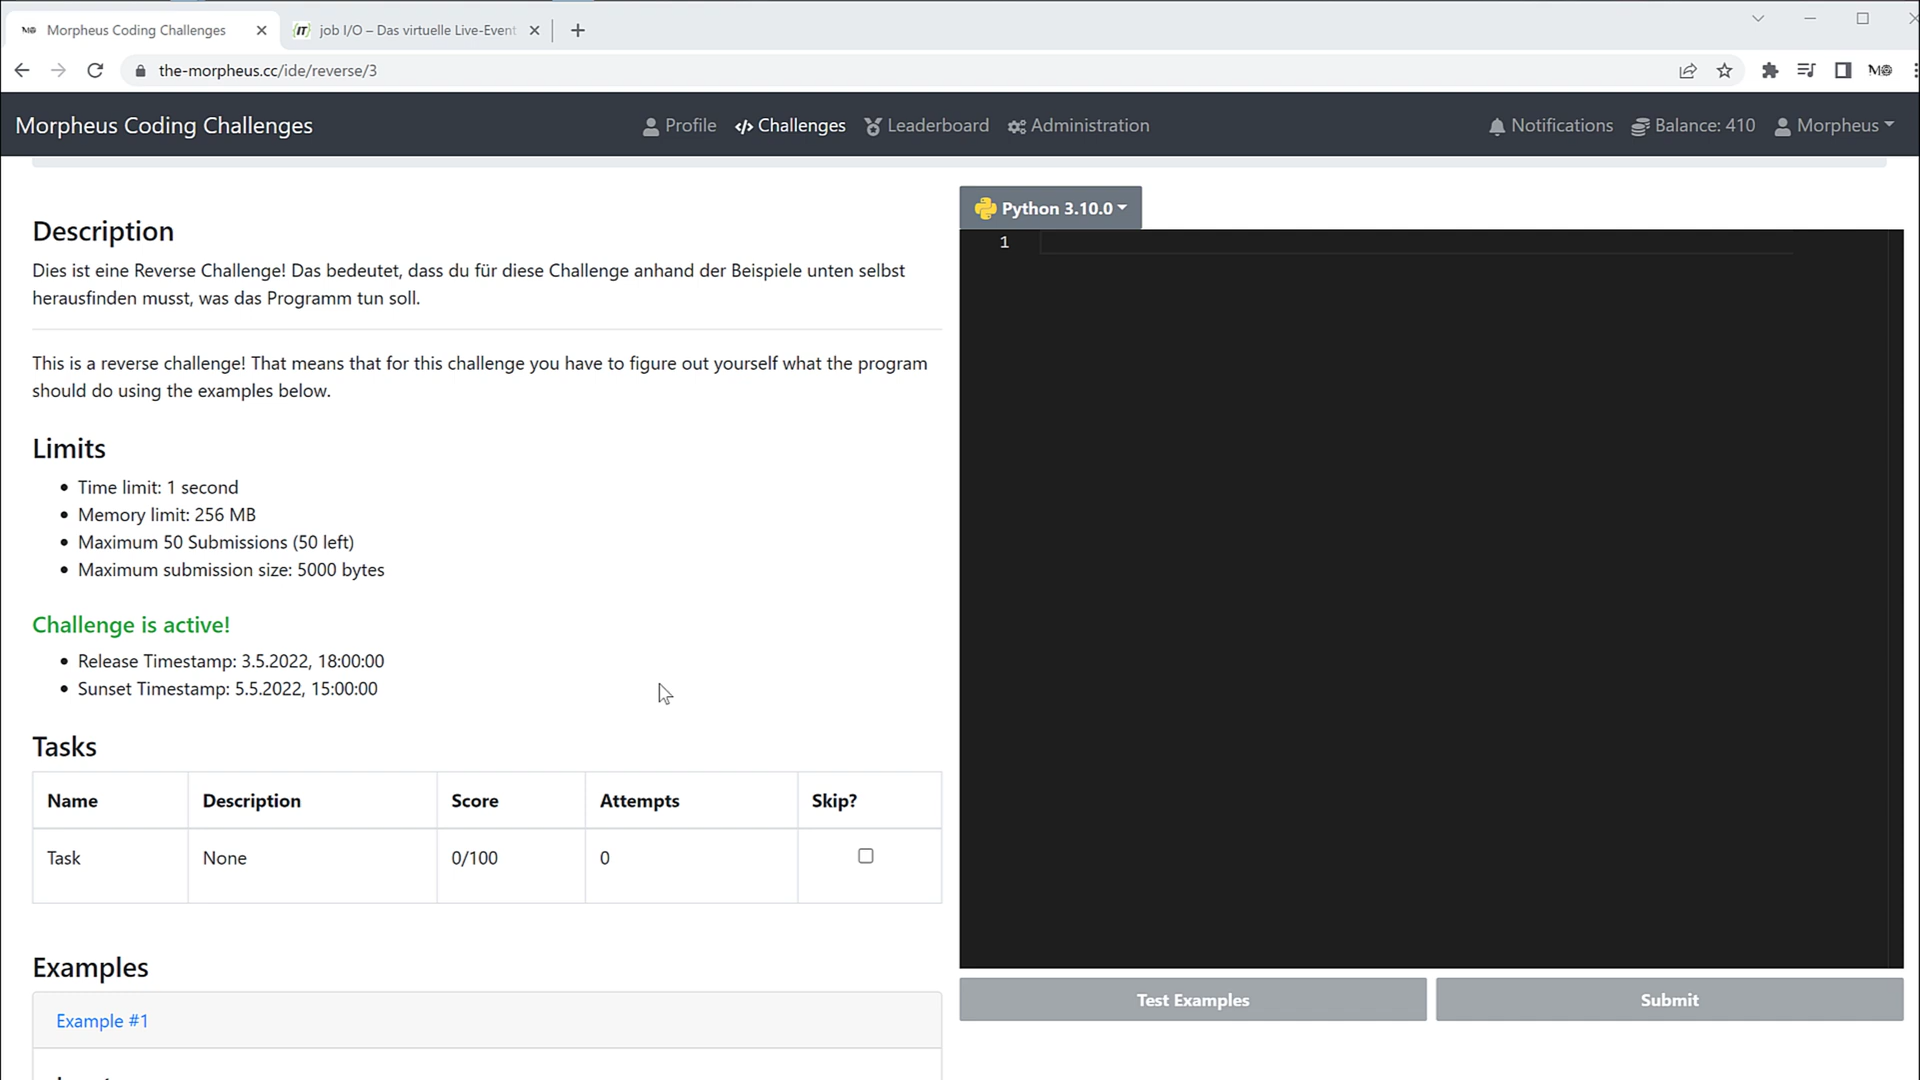 Morpheus Coding Challenges
job I/O – Das virtuelle Live-Event
the-morpheus.cc/ide/reverse/3
Morpheus Coding Challenges
Profile
Challenges
Leaderboard
Administration
Notifications
Balance: 410
Morpheus
Description
Dies ist eine Reverse Challenge! Das bedeutet, dass du für diese Challenge anhand der Beispiele unten selbst
herausfinden musst, was das Programm tun soll.
This is a reverse challenge! That means that for this challenge you have to figure out yourself what the program
should do using the examples below.
Limits
• Time limit: 1 second
• Memory limit: 256 MB
• Maximum 50 Submissions (50 left)
• Maximum submission size: 5000 bytes
Challenge is active!
• Release Timestamp: 3.5.2022, 18:00:00
• Sunset Timestamp: 5.5.2022, 15:00:00
Tasks
Name Description Score Attempts Skip?
Task None 0/100 0
Examples
Example #1
Python 3.10.0
1
Test Examples
Submit